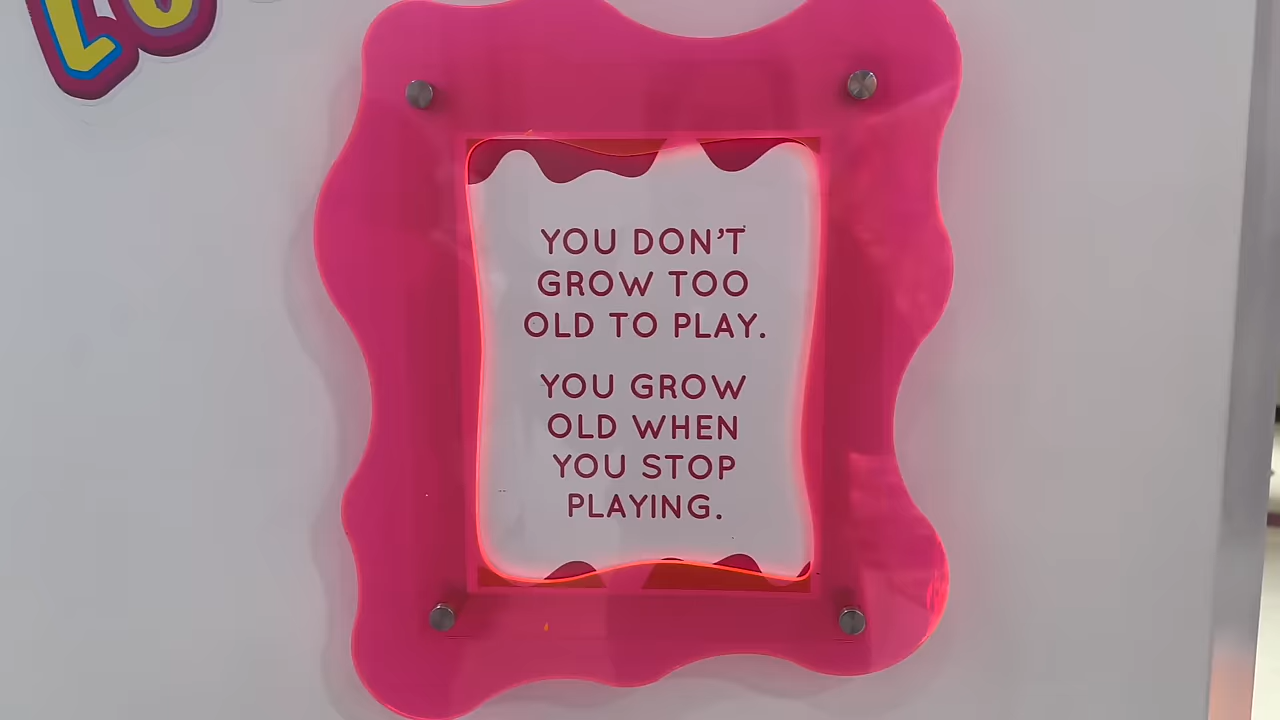 YOU DON'T
GROW TOO
OLD TO PLAY.
YOU GROW
OLD WHEN
YOU STOP
PLAYING.